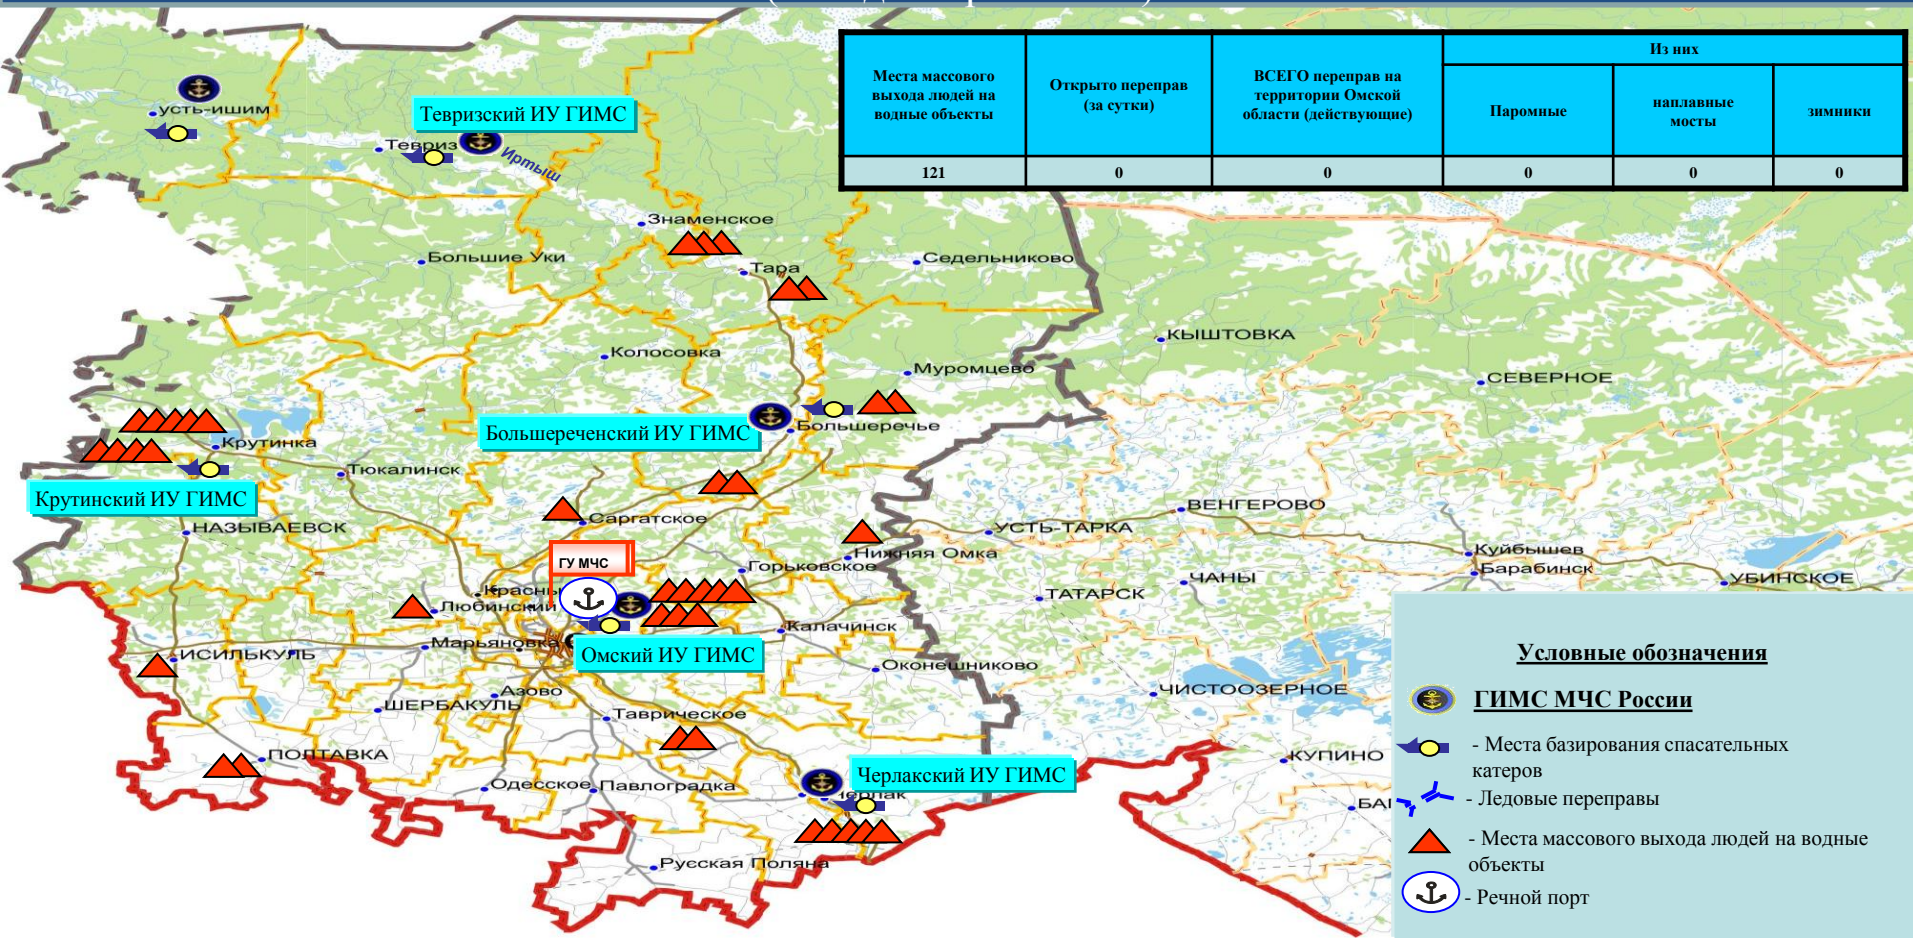 Из них
Места массового
выхода людей на
водные объекты
Открыто переправ
(за сутки)
ВСЕГО переправ на
территории Омской
области (действующие)
Паромные
наплавные
мосты
зимники
121
0
0
0
0
0
усть-ишим
Тевризский ИУ ГИМС
Тевриз
Иртыш
Знаменское
Большие Уки
Тара
Седельниково
КЫШТОВКА
Колосовка
Муромцево
СЕВЕРНОЕ
Большереченский ИУ ГИМС
Большеречье
Крутинка
Тюкалинск
Крутинский ИУ ГИМС
НАЗЫВАЕВСК
Саргатское
ВЕНГЕРОВО
УСТЬ-ТАРКА
Нижняя Омка
Куйбышев
Барабинск
ГУ МЧС
Горьковское
ЧАНЫ
УБИНСКОЕ
Любинский
ТАТАРСК
Калачинск
Марьяновка
ИСИЛЬКУЛЬ
Омский ИУ ГИМС
Оконешниково
Азово
ЧИСТООЗЕРНОЕ
ШЕРБАКУЛЬ
Таврическое
ПОЛТАВКА
КУПИНО
Черлакский ИУ ГИМС
Одесское
Павлоградка
Русская Поляна
Условные обозначения
ГИМС МЧС России
- Места базирования спасательных
катеров
- Ледовые переправы
- Места массового выхода людей на водные
объекты
- Речной порт